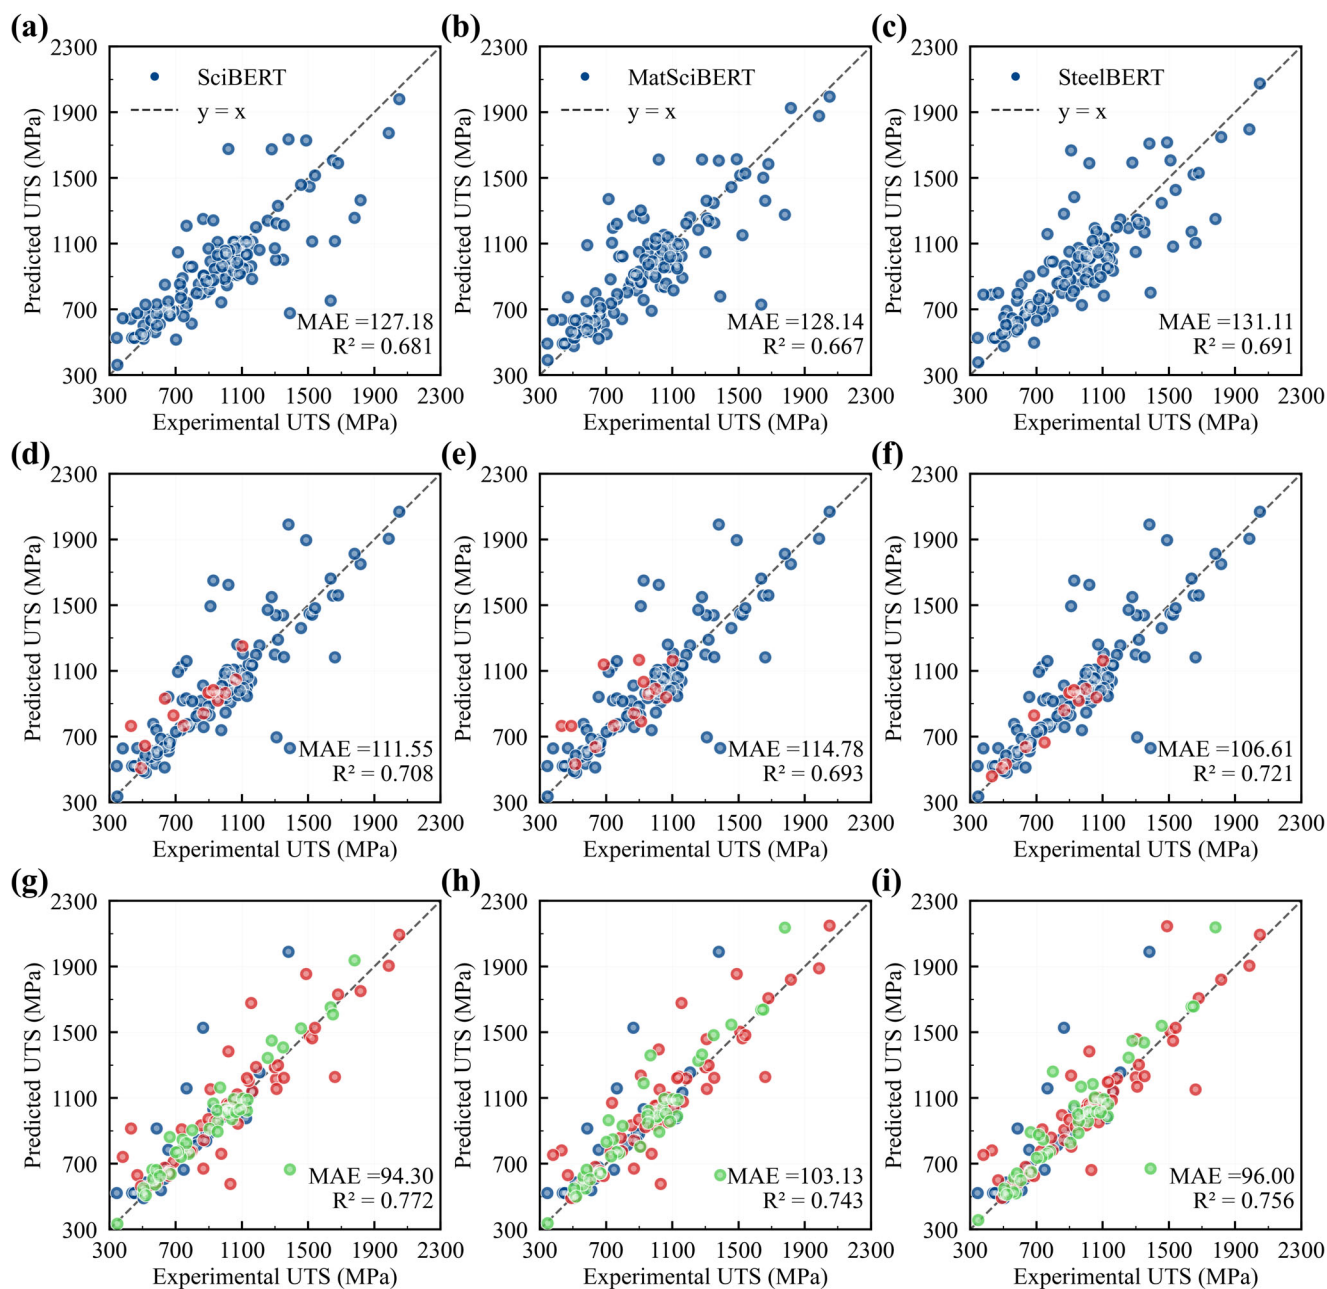 (a)
2300
1900
1500
1100
700
300
Predicted UTS (MPa)
SciBERT
y = x
MAE =127.18
R² = 0.681
300 700 1100 1500 1900 2300
Experimental UTS (MPa)
(b)
2300
1900
1500
1100
700
300
Predicted UTS (MPa)
MatSciBERT
y = x
MAE =128.14
R² = 0.667
300 700 1100 1500 1900 2300
Experimental UTS (MPa)
(c)
2300
1900
1500
1100
700
300
Predicted UTS (MPa)
SteelBERT
y = x
MAE =131.11
R² = 0.691
300 700 1100 1500 1900 2300
Experimental UTS (MPa)
(d)
2300
1900
1500
1100
700
300
Predicted UTS (MPa)
MAE =111.55
R² = 0.708
300 700 1100 1500 1900 2300
Experimental UTS (MPa)
(e)
2300
1900
1500
1100
700
300
Predicted UTS (MPa)
MAE =114.78
R² = 0.693
300 700 1100 1500 1900 2300
Experimental UTS (MPa)
(f)
2300
1900
1500
1100
700
300
Predicted UTS (MPa)
MAE =106.61
R² = 0.721
300 700 1100 1500 1900 2300
Experimental UTS (MPa)
(g)
2300
1900
1500
1100
700
300
Predicted UTS (MPa)
MAE =94.30
R² = 0.772
300 700 1100 1500 1900 2300
Experimental UTS (MPa)
(h)
2300
1900
1500
1100
700
300
Predicted UTS (MPa)
MAE =103.13
R² = 0.743
300 700 1100 1500 1900 2300
Experimental UTS (MPa)
(i)
2300
1900
1500
1100
700
300
Predicted UTS (MPa)
MAE =96.00
R² = 0.756
300 700 1100 1500 1900 2300
Experimental UTS (MPa)